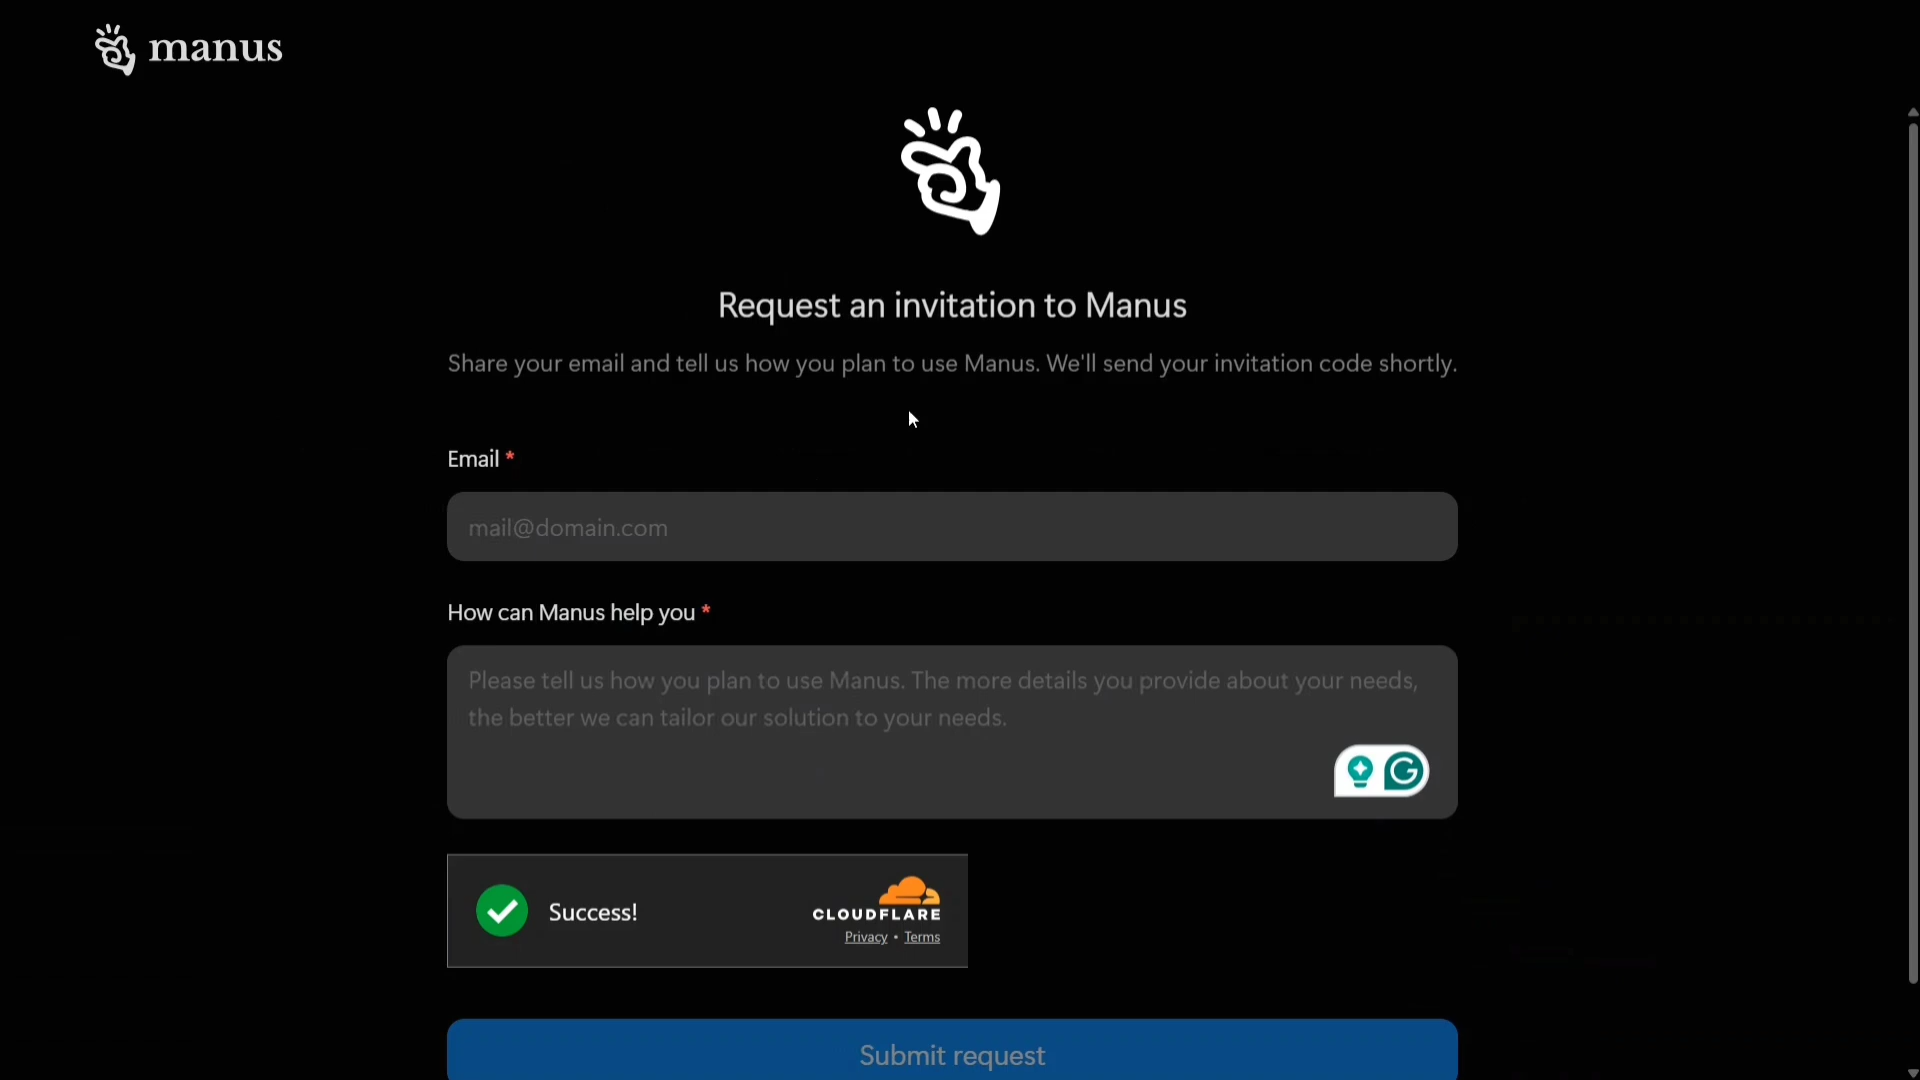 manus
Request an invitation to Manus
Share your email and tell us how you plan to use Manus. We'll send your invitation code shortly.
Email *
mail@domain.com
How can Manus help you *
Please tell us how you plan to use Manus. The more details you provide about your needs,
the better we can tailor our solution to your needs.
Success!
CLOUDFLARE
Privacy • Terms
Submit request